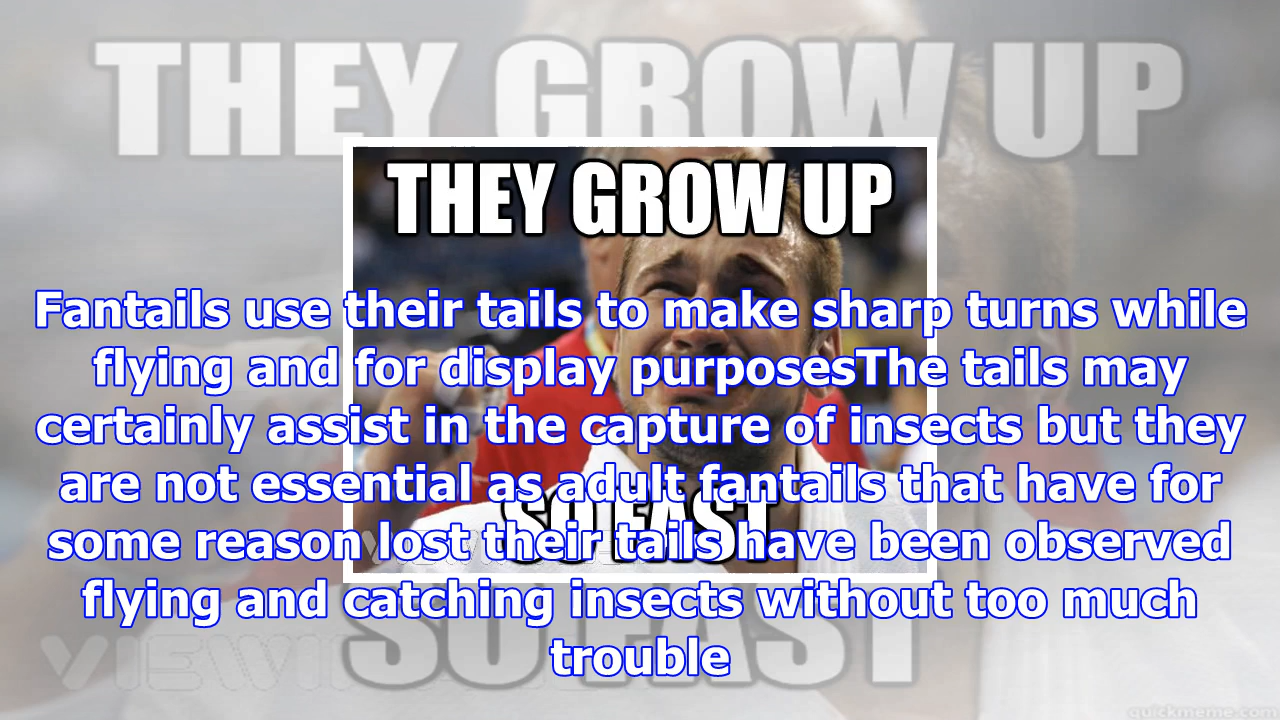 THEY GROW UP
THEY GROW UP
Fantails use their tails to make sharp turns while
flying and for display purposesThe tails may
certainly assist in the capture of insects but they
are not essential as adult fantails that have for
SO FAST
some reason lost their tails have been observed
flying and catching insects without too much
SO FAST
trouble
quickmeme.com